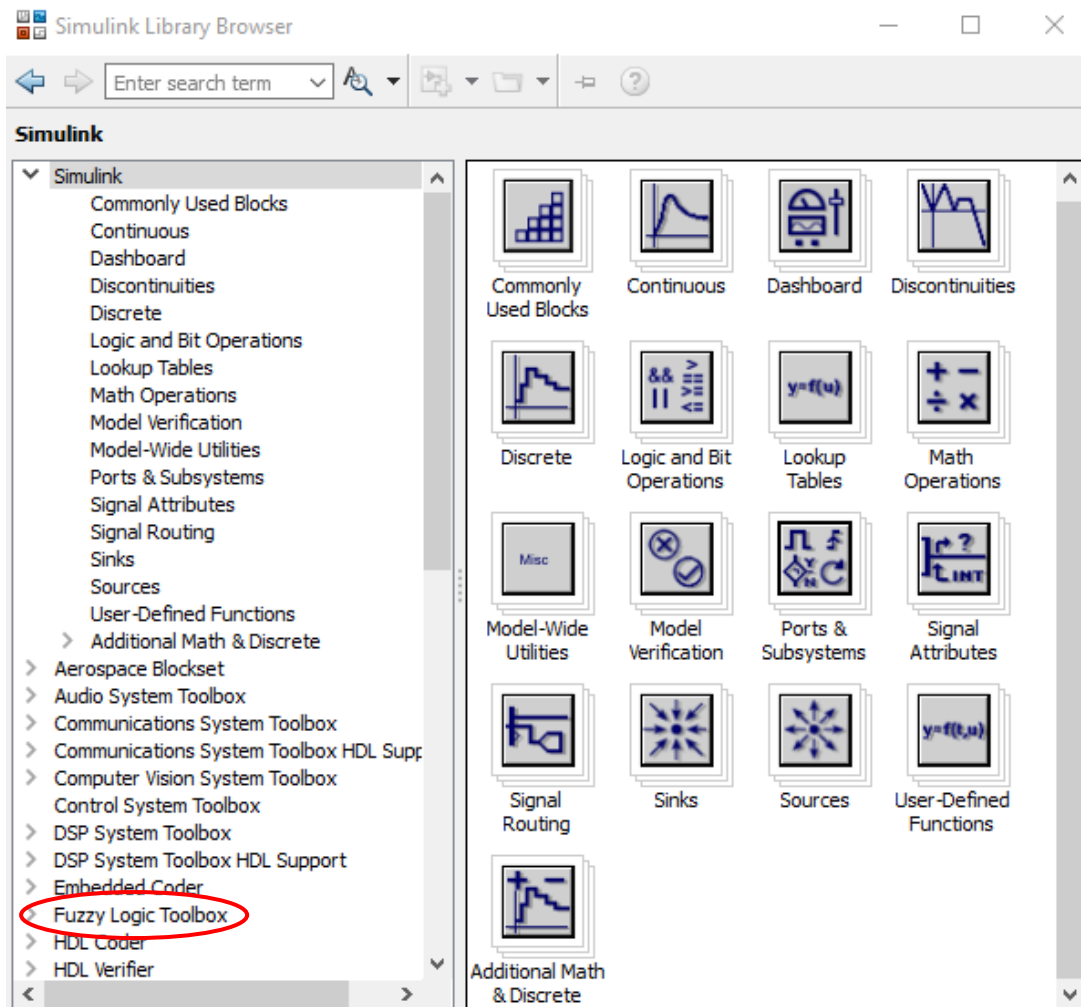 Simulink Library Browser
Enter search term
Simulink
Simulink
Commonly Used Blocks
Continuous
Dashboard
Discontinuities
Discrete
Logic and Bit Operations
Lookup Tables
Math Operations
Model Verification
Model-Wide Utilities
Ports & Subsystems
Signal Attributes
Signal Routing
Sinks
Sources
User-Defined Functions
Additional Math & Discrete
Aerospace Blockset
Audio System Toolbox
Communications System Toolbox
Communications System Toolbox HDL Supp
Computer Vision System Toolbox
Control System Toolbox
DSP System Toolbox
DSP System Toolbox HDL Support
Embedded Coder
Fuzzy Logic Toolbox
HDL Coder
HDL Verifier
Commonly
Used Blocks
Continuous
Dashboard
Discontinuities
Discrete
&& >
== 
|| >=
<=
Logic and Bit
Operations
y=f(u)
Lookup
Tables
+ −
÷ ×
Math
Operations
Misc
Model-Wide
Utilities
Model
Verification
Y
N
Ports &
Subsystems
?
INT
Signal
Attributes
Signal
Routing
Sinks
Sources
y=f(t,u)
User-Defined
Functions
+ −
Additional Math
& Discrete